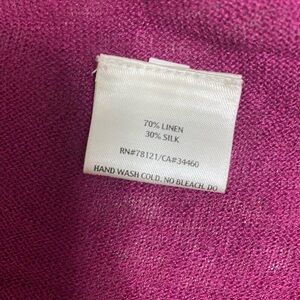 70% LINEN
30% SILK
RN#78121/CA#34460
HAND WASH COLD. NO BLEACH. DO